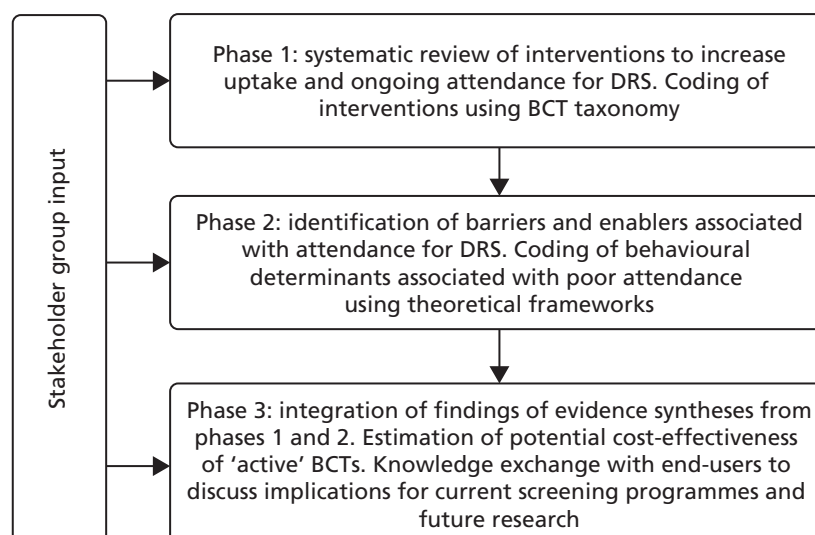 Stakeholder group input
Phase 1: systematic review of interventions to increase
uptake and ongoing attendance for DRS. Coding of
interventions using BCT taxonomy
Phase 2: identification of barriers and enablers associated
with attendance for DRS. Coding of behavioural
determinants associated with poor attendance
using theoretical frameworks
Phase 3: integration of findings of evidence syntheses from
phases 1 and 2. Estimation of potential cost-effectiveness
of ‘active’ BCTs. Knowledge exchange with end-users to
discuss implications for current screening programmes and
future research